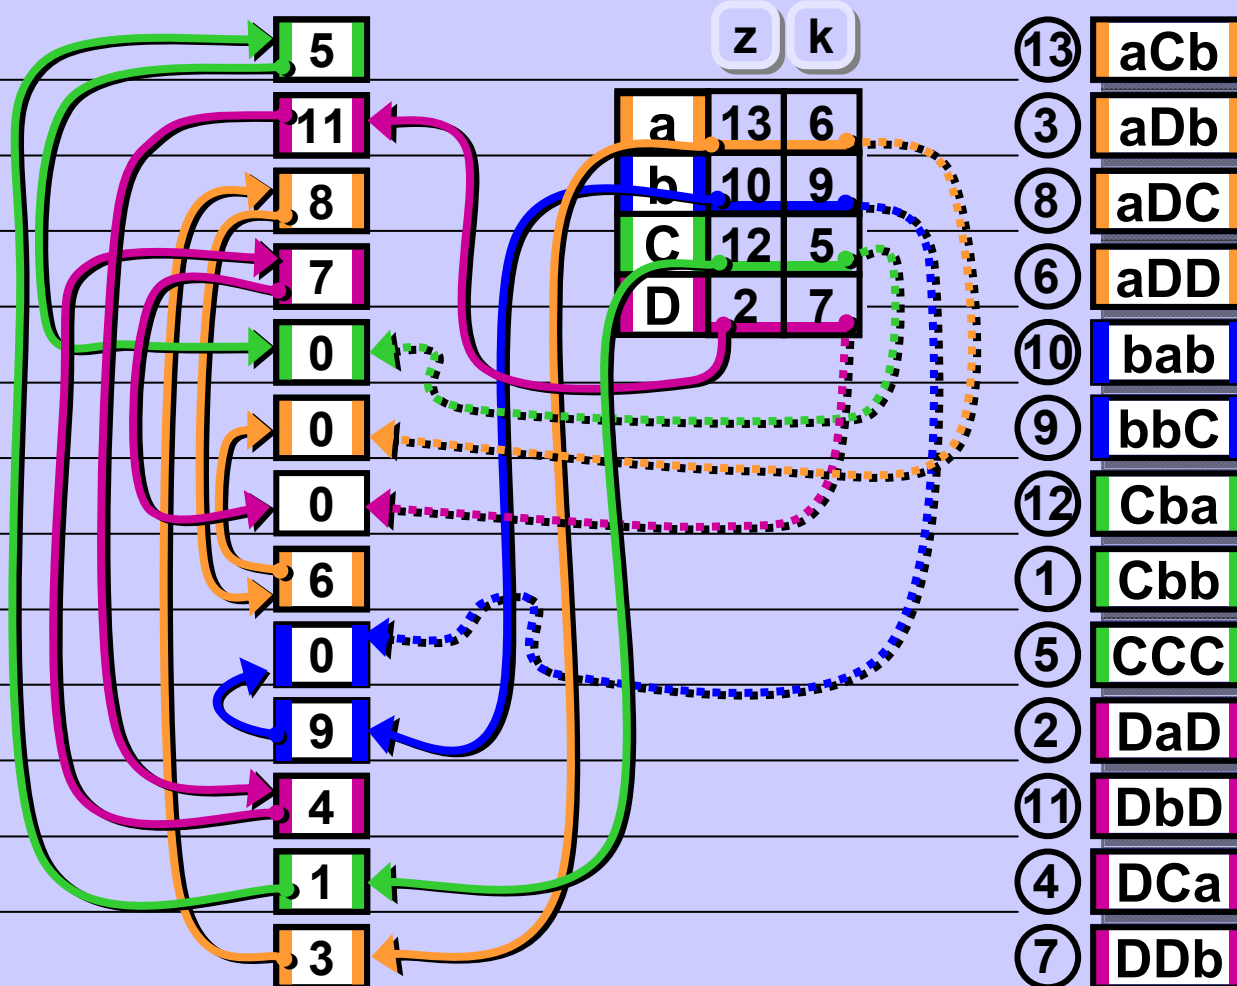 z k
5 13 aCb
11 a 13 6 3 aDb
8 b 10 9 8 aDC
7 C 12 5 6 aDD
D 2 7
0 10 bab
0 9 bbC
0 12 Cba
6 1 Cbb
0 5 CCC
9 2 DaD
4 11 DbD
1 4 DCa
3 7 DDb